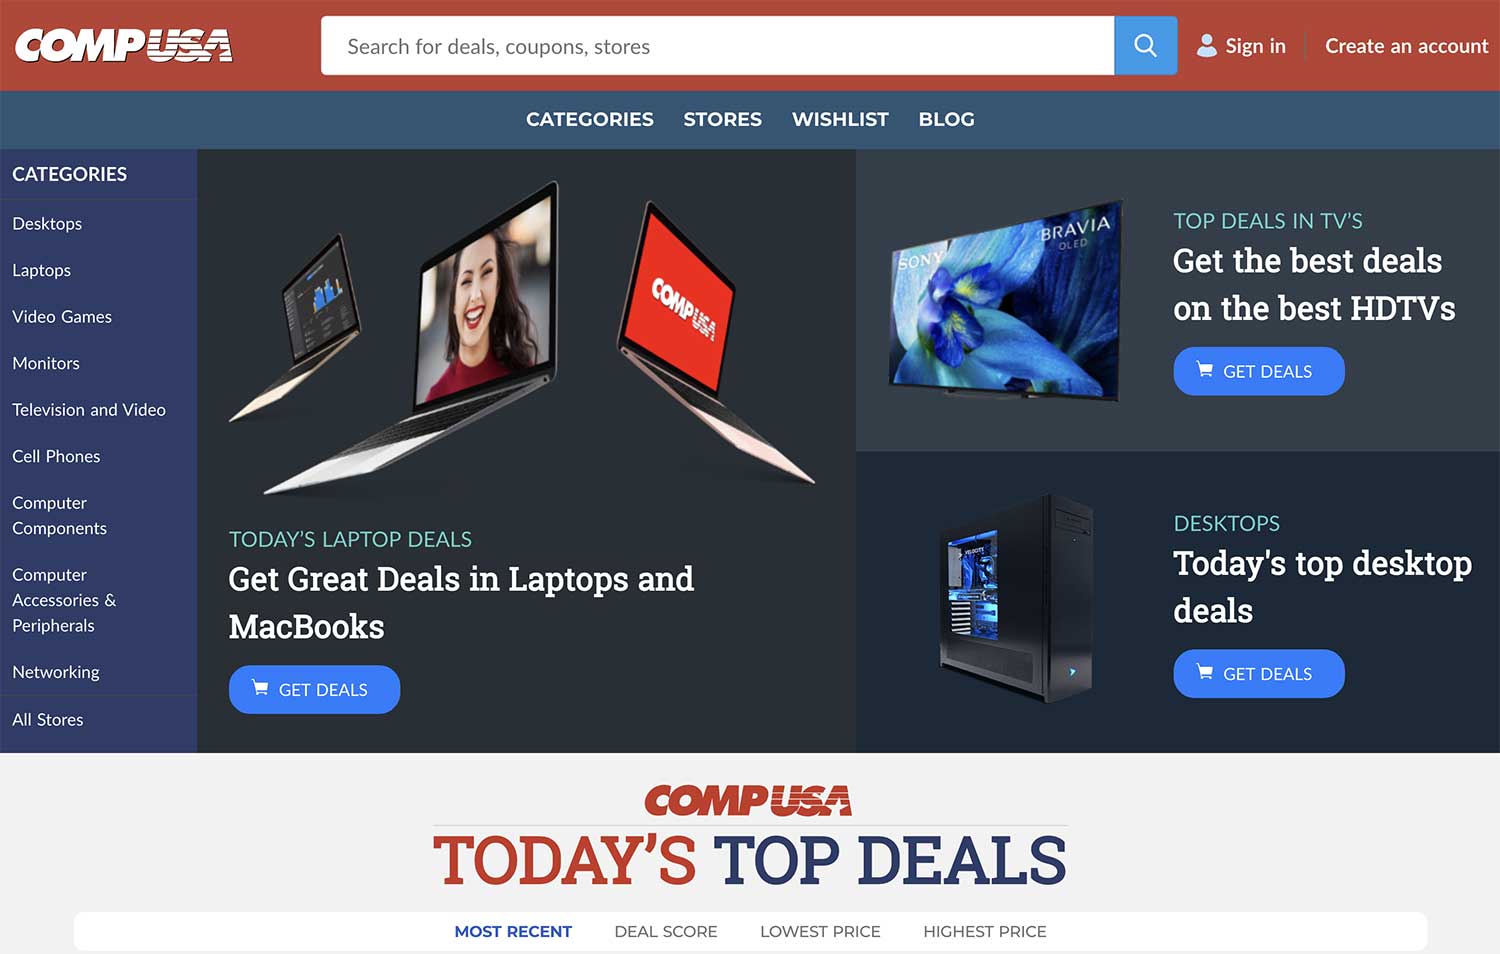 COMPUSA
Search for deals, coupons, stores
Sign in
Create an account
CATEGORIES STORES WISHLIST BLOG
CATEGORIES
Desktops
Laptops
Video Games
Monitors
Television and Video
Cell Phones
Computer
Components
Computer
Accessories &
Peripherals
Networking
All Stores
COMPUSA
TODAY'S LAPTOP DEALS
Get Great Deals in Laptops and
MacBooks
GET DEALS
SONY
BRAVIA
OLED
TOP DEALS IN TV'S
Get the best deals
on the best HDTVs
GET DEALS
VELOCITY
DESKTOPS
Today's top desktop
deals
GET DEALS
COMPUSA
TODAY'S TOP DEALS
MOST RECENT DEAL SCORE LOWEST PRICE HIGHEST PRICE